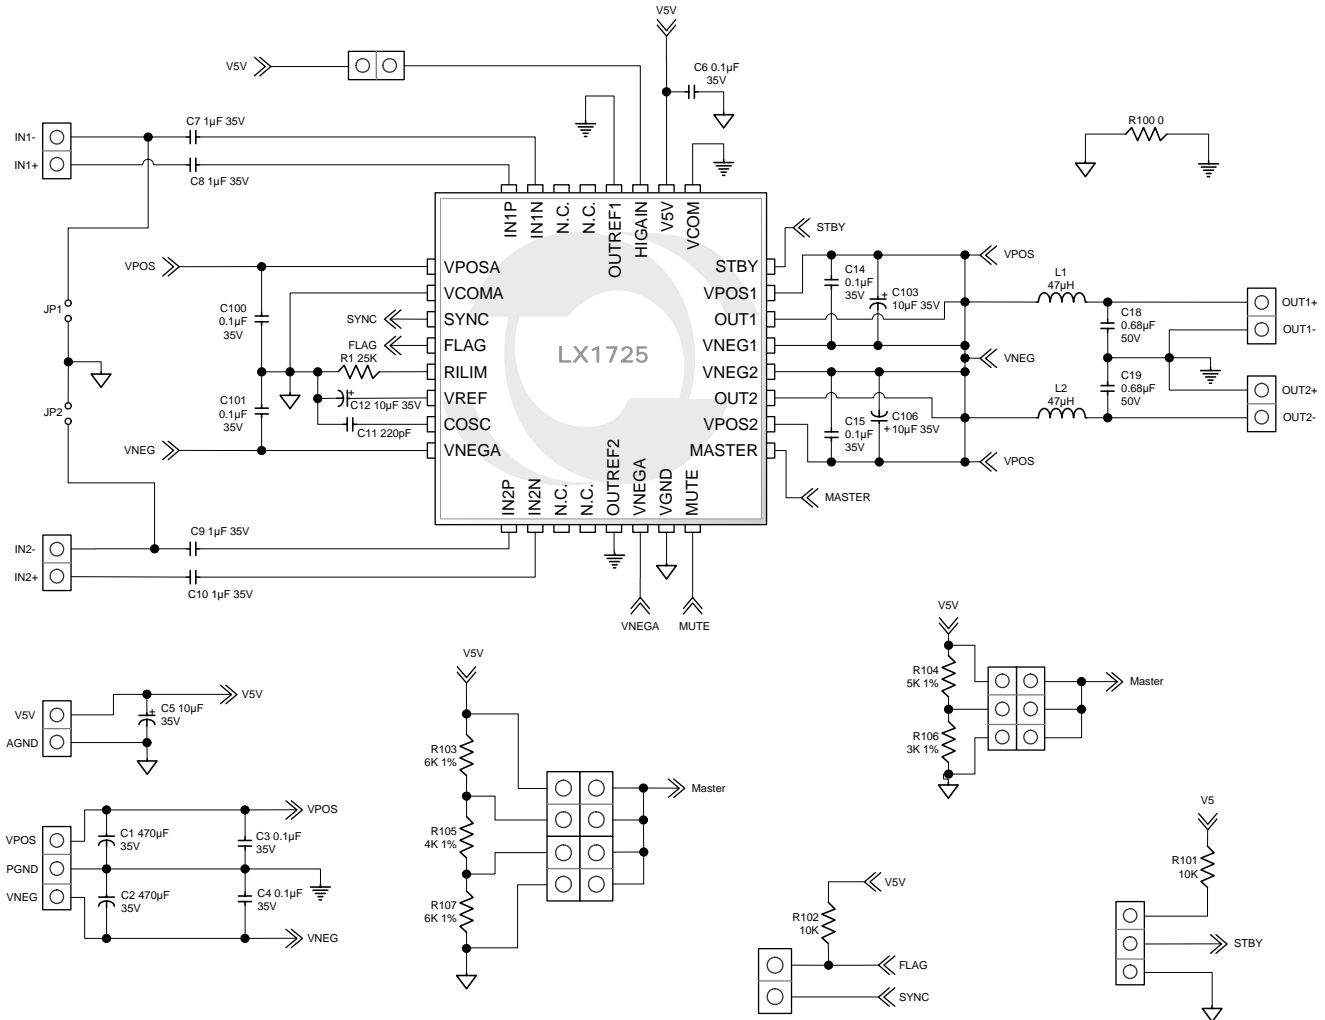 V5V
V5V
C6 0.1µF
35V
IN1-
IN1+
C7 1µF 35V
C8 1µF 35V
R100 0
IN1P
IN1N
N.C.
N.C.
OUTREF1
HIGAIN
V5V
VCOM
VPOSA
VCOMA
SYNC
FLAG
RILIM
VREF
COSC
VNEGA
STBY
VPOS1
OUT1
VNEG1
VNEG2
OUT2
VPOS2
MASTER
IN2P
IN2N
N.C.
N.C.
OUTREF2
VNEGA
VGND
MUTE
LX1725
VPOS
C100
0.1µF
35V
SYNC
FLAG
R1 25K
C12 10µF 35V
+
C11 220pF
C101
0.1µF
35V
VNEG
JP1
JP2
STBY
VPOS
C14
0.1µF
35V
+
C103
10µF 35V
VNEG
C15
0.1µF
35V
C106
+ 10µF 35V
VPOS
MASTER
L1
47µH
C18
0.68µF
50V
C19
0.68µF
50V
L2
47µH
OUT1+
OUT1-
OUT2+
OUT2-
IN2-
IN2+
C9 1µF 35V
C10 1µF 35V
VNEGA
MUTE
V5V
AGND
+
C5 10µF
35V
V5V
VPOS
PGND
VNEG
C1 470µF
35V
C2 470µF
35V
C3 0.1µF
35V
C4 0.1µF
35V
VPOS
VNEG
V5V
R103
6K 1%
R105
4K 1%
R107
6K 1%
Master
V5V
R104
5K 1%
R106
3K 1%
Master
V5V
R102
10K
FLAG
SYNC
V5
R101
10K
STBY